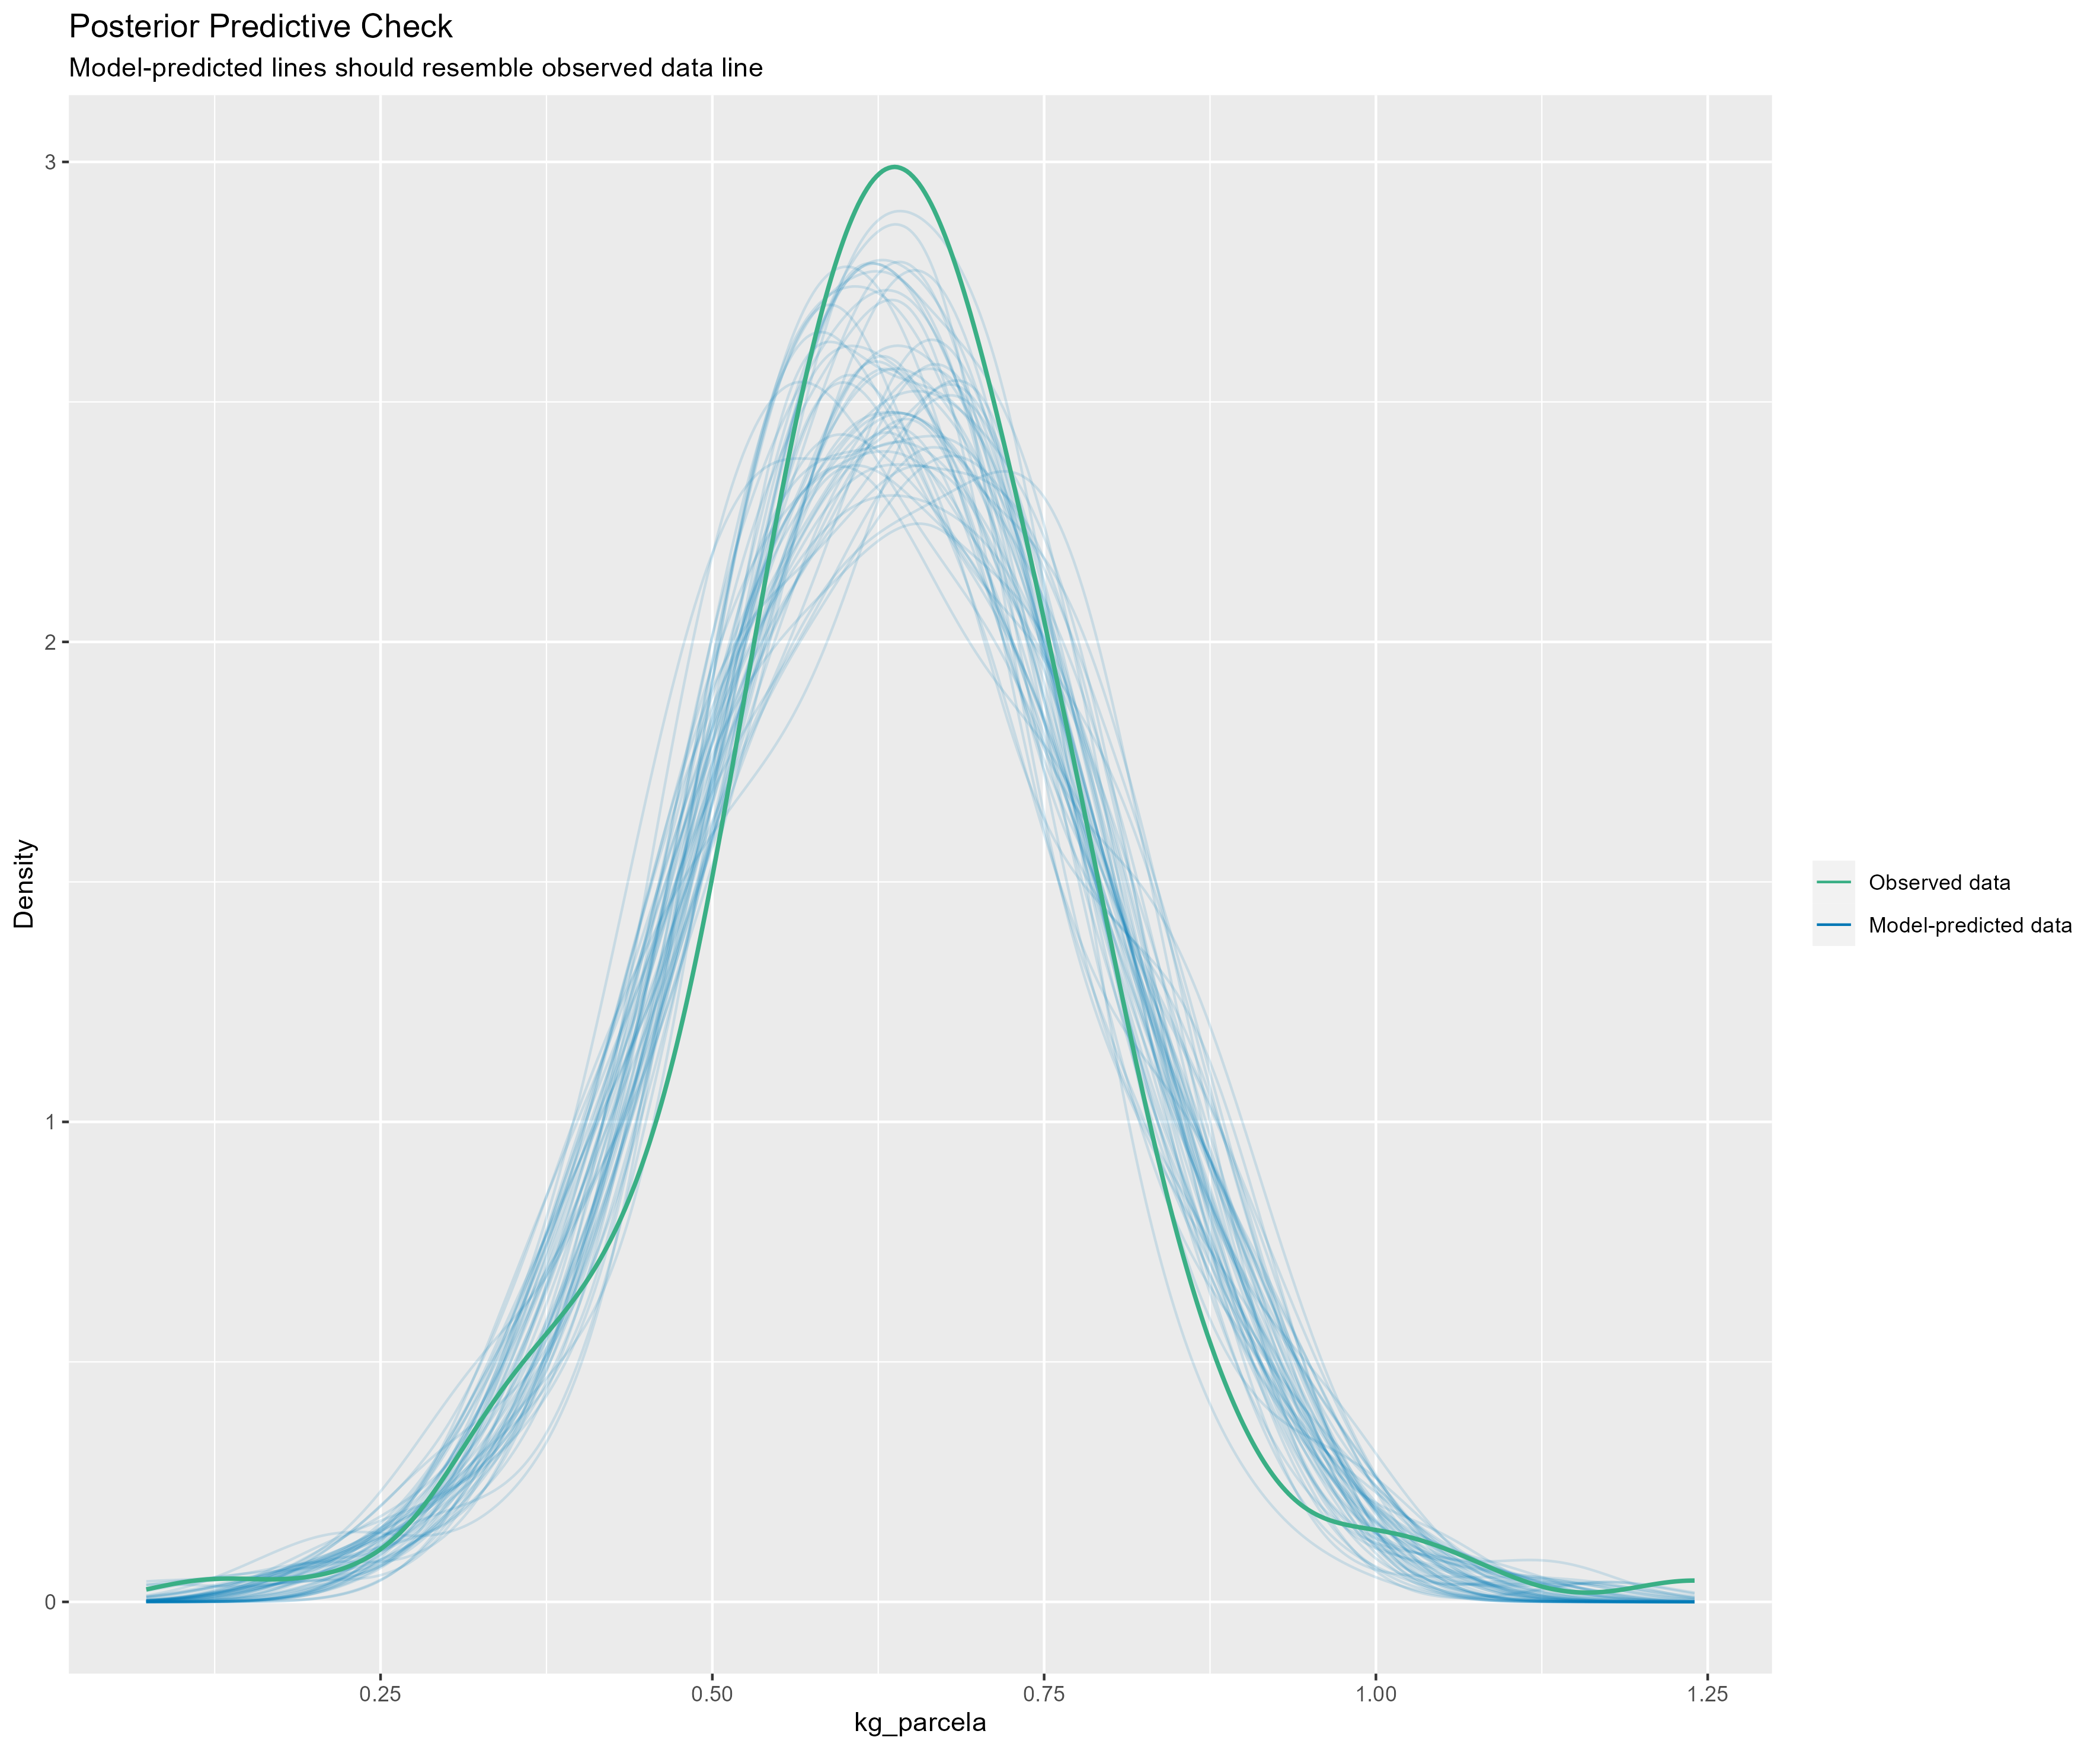 Posterior Predictive Check
Model-predicted lines should resemble observed data line
3
2
1
0
Density
0.25
0.50
0.75
1.00
1.25
kg_parcela
Observed data
Model-predicted data